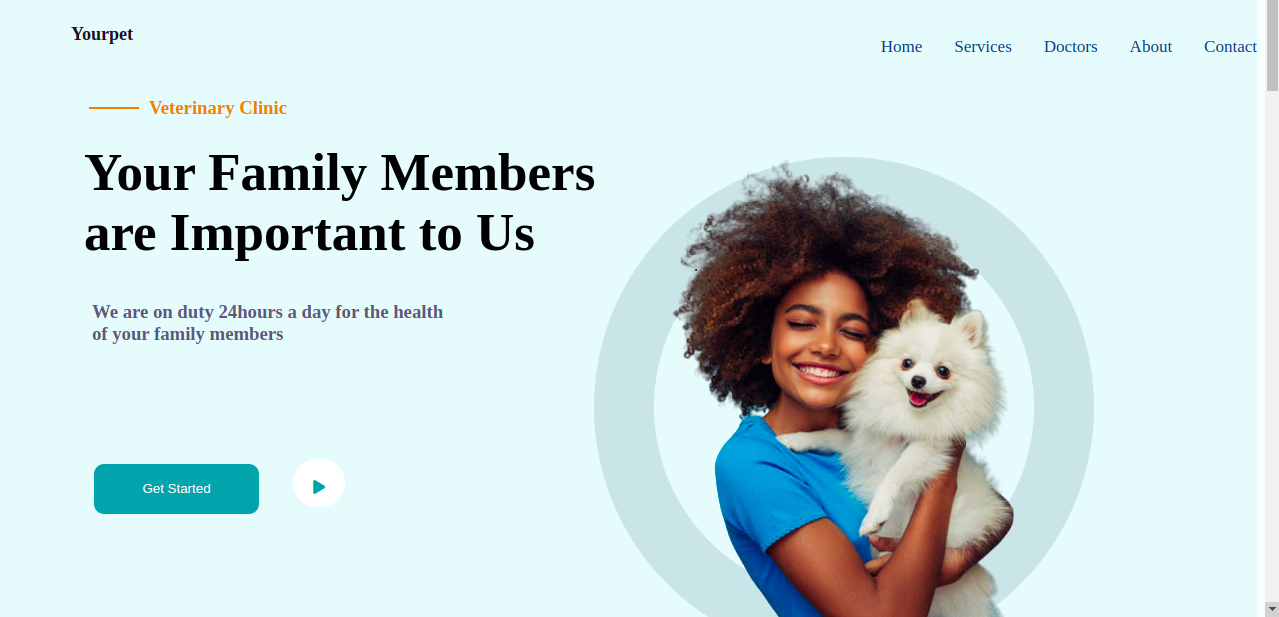 Yourpet
Home Services Doctors About Contact
Veterinary Clinic
Your Family Members
are Important to Us
We are on duty 24hours a day for the health
of your family members
Get Started